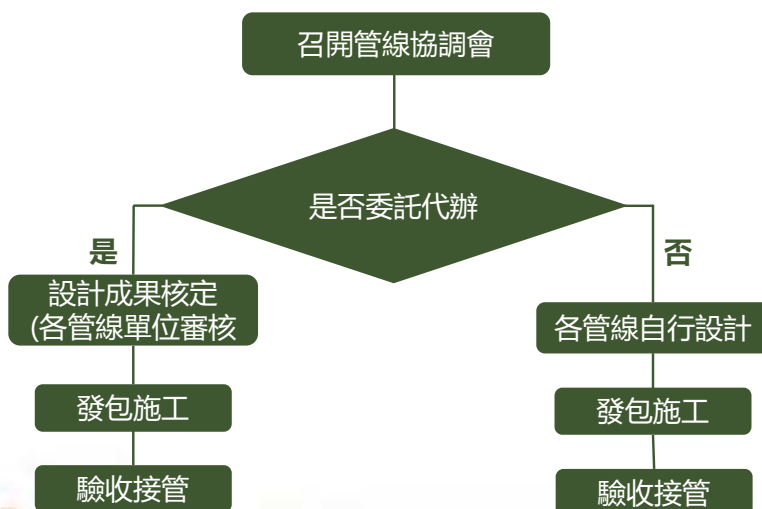 召開管線協調會
是否委託代辦
是
否
設計成果核定
(各管線單位審核
各管線自行設計
發包施工
發包施工
驗收接管
驗收接管